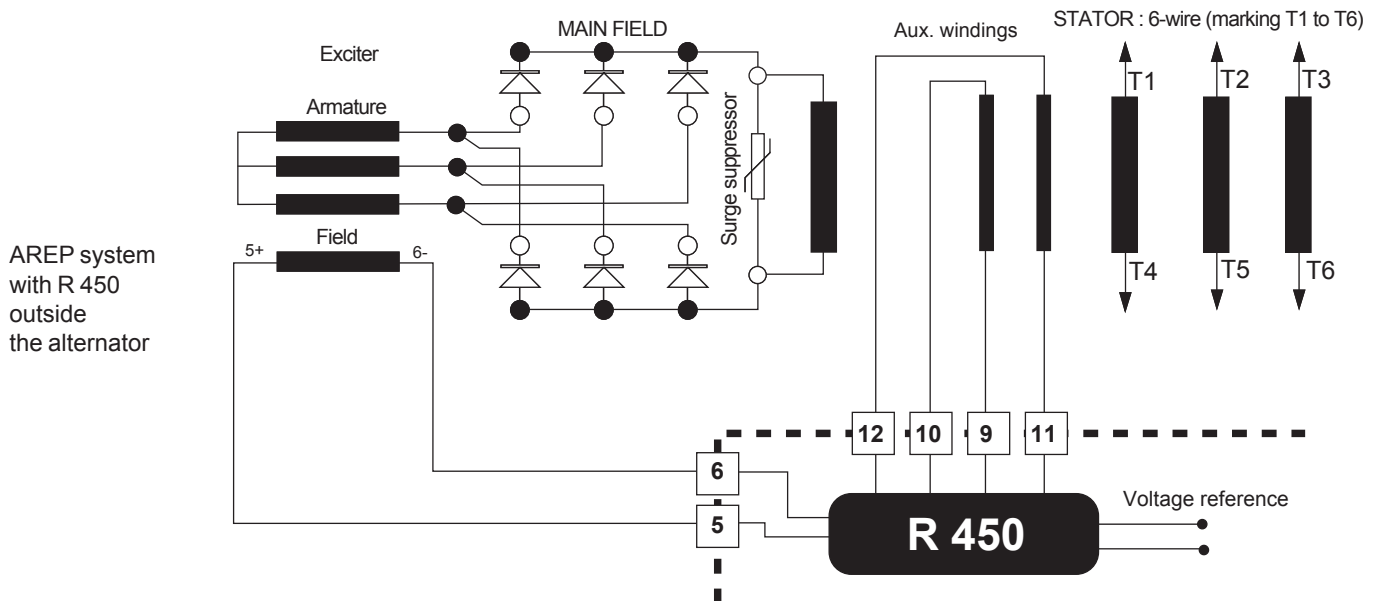 STATOR : 6-wire (marking T1 to T6)
MAIN FIELD
Aux. windings
Exciter
Armature
T1
T2
T3
Surge suppressor
Field
5+
6-
T4
T5
T6
AREP system
with R 450
outside
the alternator
12
10
9
11
6
5
Voltage reference
R 450